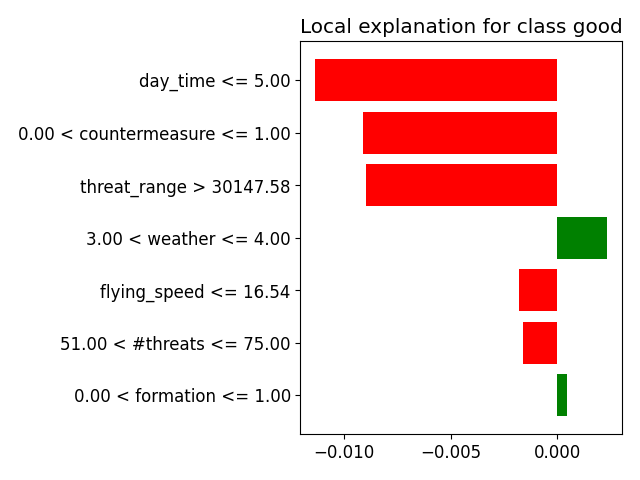 Local explanation for class good
day_time <= 5.00
0.00 < countermeasure <= 1.00
threat_range > 30147.58
3.00 < weather <= 4.00
flying_speed <= 16.54
51.00 < #threats <= 75.00
0.00 < formation <= 1.00
−0.010 −0.005 0.000